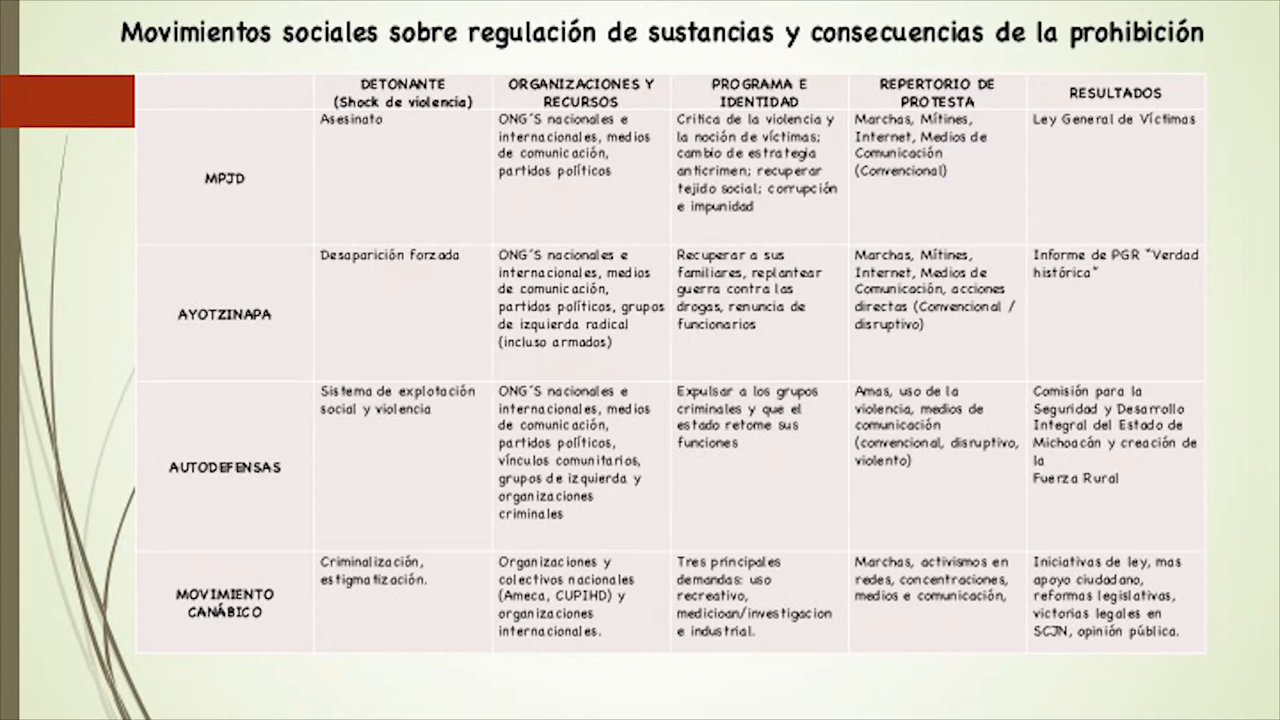 Movimientos sociales sobre regulación de sustancias y consecuencias de la prohibición
DETONANTE
(Shock de violencia)
ORGANIZACIONES Y
RECURSOS
PROGRAMA E
IDENTIDAD
REPERTORIO DE
PROTESTA
RESULTADOS
MPJD
Asesinato
ONG´S nacionales e
internacionales, medios
de comunicación,
partidos políticos
Critica de la violencia y
la noción de víctimas;
cambio de estrategia
anticrimen; recuperar
tejido social; corrupción
e impunidad
Marchas, Mítines,
Internet, Medios de
Comunicación
(Convencional)
Ley General de Víctimas
AYOTZINAPA
Desaparición forzada
ONG´S nacionales e
internacionales, medios
de comunicación,
partidos políticos, grupos
de izquierda radical
(incluso armados)
Recuperar a sus
familiares, replantear
guerra contra las
drogas, renuncia de
funcionarios
Marchas, Mítines,
Internet, Medios de
Comunicación, acciones
directas (Convencional /
disruptivo)
Informe de PGR “Verdad
histórica”
AUTODEFENSAS
Sistema de explotación
social y violencia
ONG´S nacionales e
internacionales, medios
de comunicación,
partidos políticos,
vínculos comunitarios,
grupos de izquierda y
organizaciones
criminales
Expulsar a los grupos
criminales y que el
estado retome sus
funciones
Amas, uso de la
violencia, medios de
comunicación
(convencional, disruptivo,
violento)
Comisión para la
Seguridad y Desarrollo
Integral del Estado de
Michoacán y creación de
la
Fuerza Rural
MOVIMIENTO
CANÁBICO
Criminalización,
estigmatización.
Organizaciones y
colectivos nacionales
(Ameca, CUPIHD) y
organizaciones
internacionales.
Tres principales
demandas: uso
recreativo,
medicioan/investigacion
e industrial.
Marchas, activismos en
redes, concentraciones,
medios e comunicación,
Iniciativas de ley, mas
apoyo ciudadano,
reformas legislativas,
victorias legales en
SCJN, opinión pública.